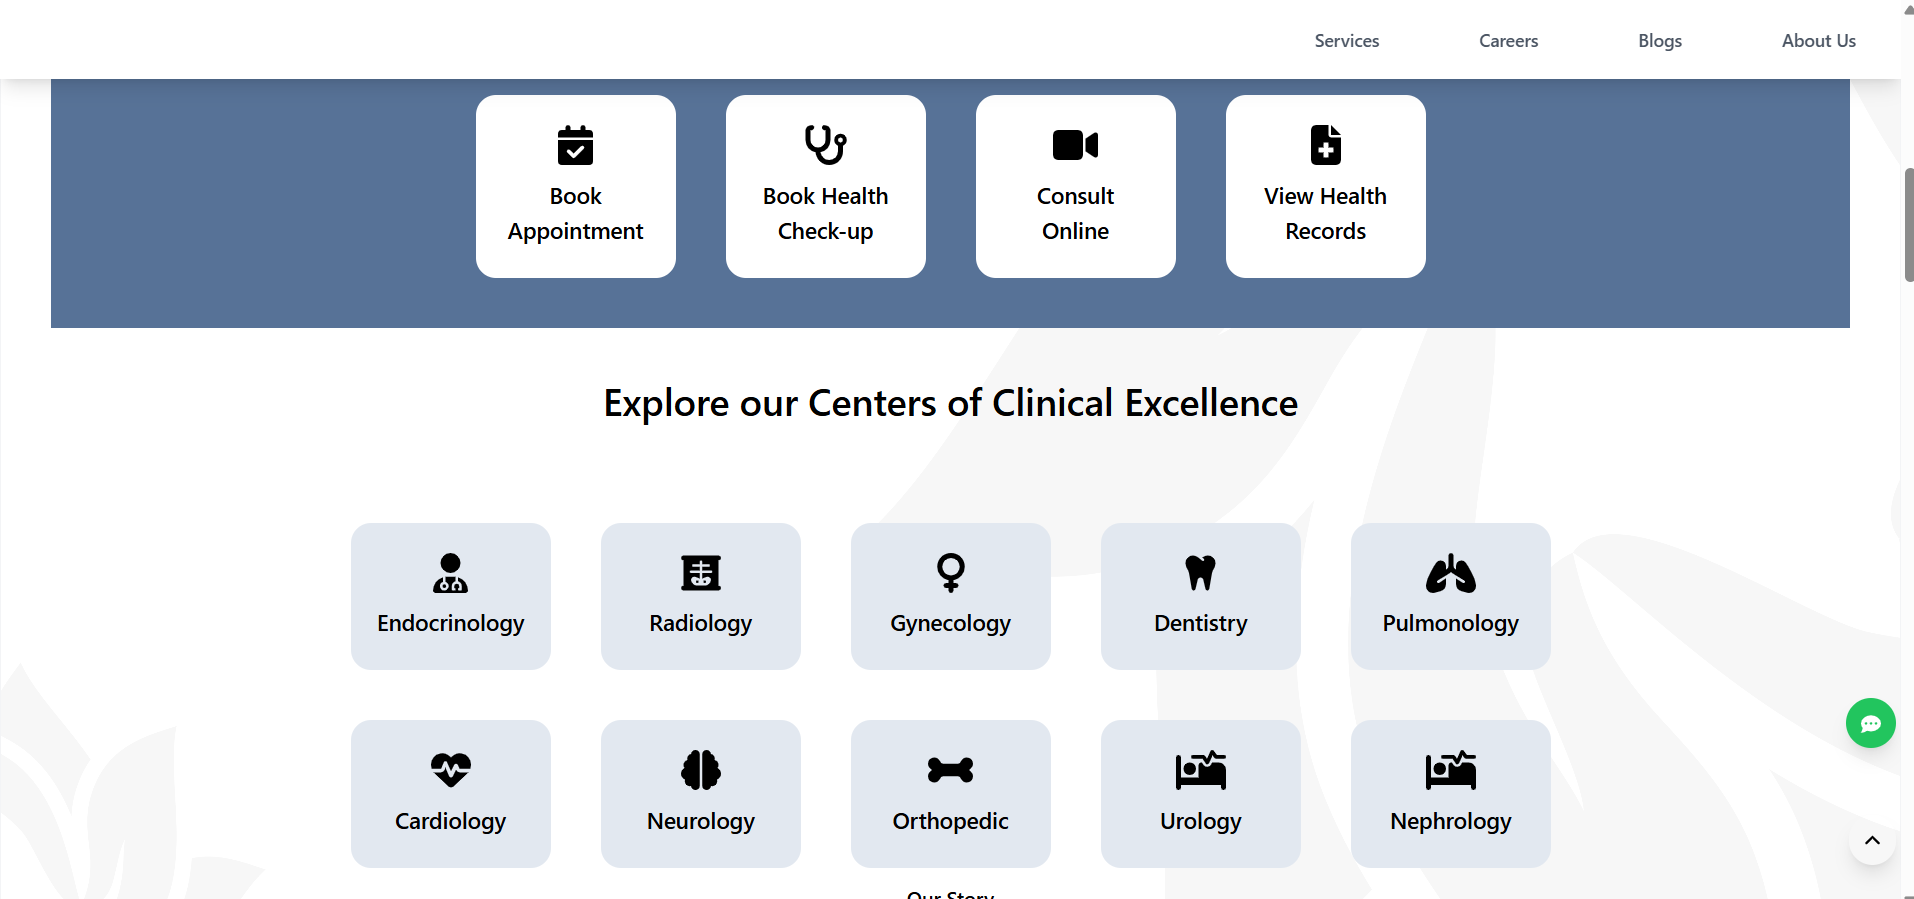 Services
Careers
Blogs
About Us
Book
Appointment
Book Health
Check-up
Consult
Online
View Health
Records
Explore our Centers of Clinical Excellence
Endocrinology
Radiology
Gynecology
Dentistry
Pulmonology
Cardiology
Neurology
Orthopedic
Urology
Nephrology
Our Story